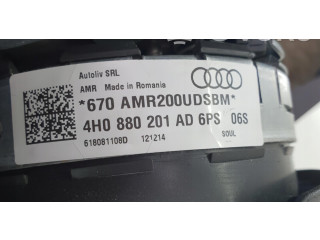 Autoliv SRL
AMR Made in Romania
*670 AMR200UDSBM*
4H0 880 201 AD 6PS 06S
618081108D 121214 SOUL